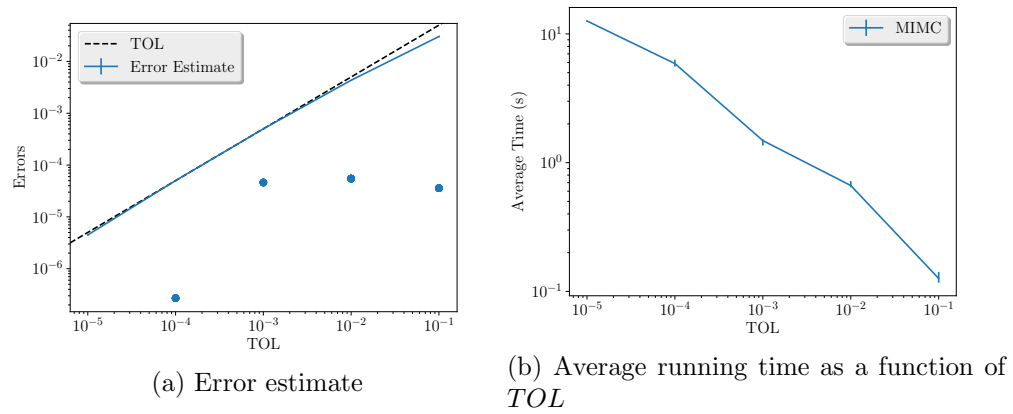 TOL
Error Estimate
Errors
10^-2
10^-3
10^-4
10^-5
10^-6
10^-5 10^-4 10^-3 10^-2 10^-1
TOL
(a) Error estimate
MIMC
Average Time (s)
10^1
10^0
10^-1
10^-5 10^-4 10^-3 10^-2 10^-1
TOL
(b) Average running time as a function of
TOL